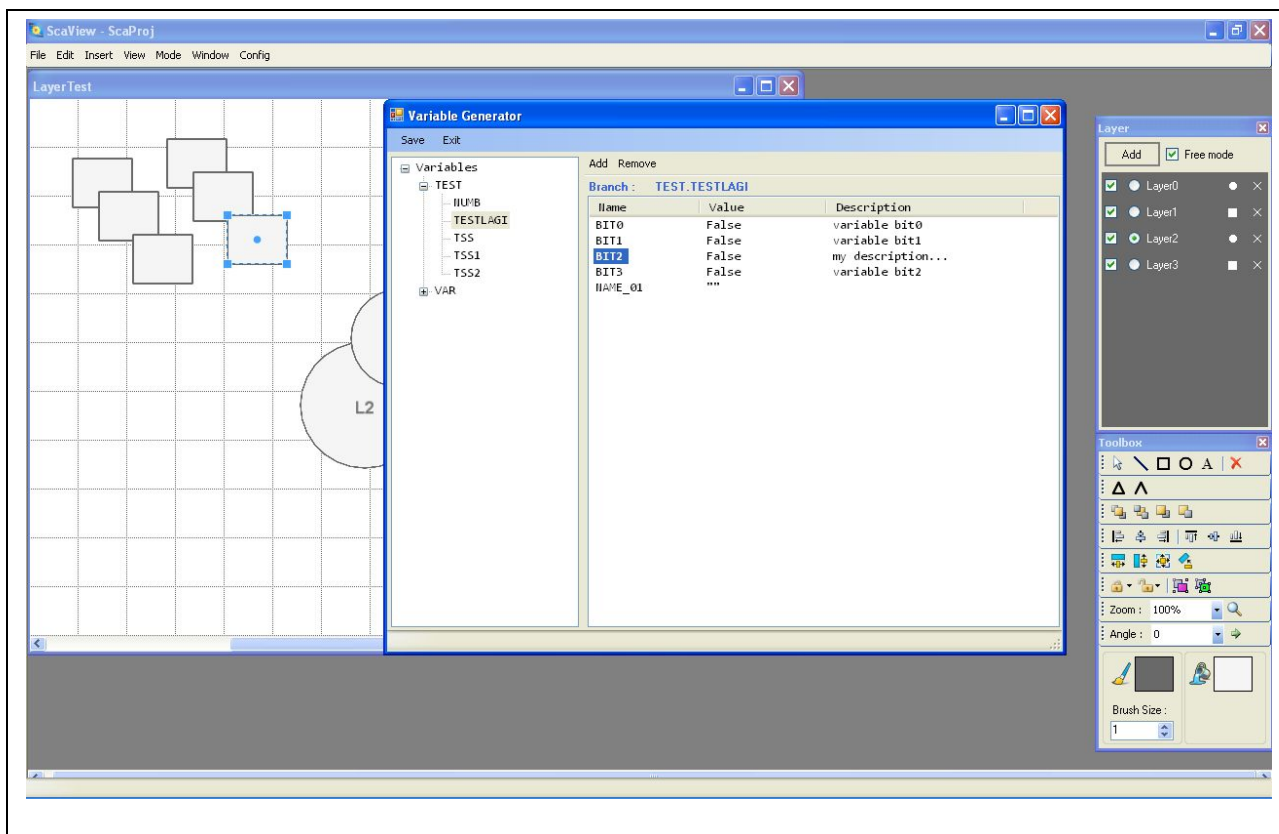 ScaView - ScaProj
File Edit Insert View Mode Window Config
LayerTest
L2
Variable Generator
Save Exit
Variables
TEST
NUMB
TESTLAGI
TSS
TSS1
TSS2
VAR
Add Remove
Branch : TEST.TESTLAGI
Name Value Description
BIT0 False variable bit0
BIT1 False variable bit1
BIT2 False my description...
BIT3 False variable bit2
NAME_01 ""
Layer
Add Free mode
Layer0
Layer1
Layer2
Layer3
Toolbox
A
Zoom : 100%
Angle : 0
Brush Size :
1